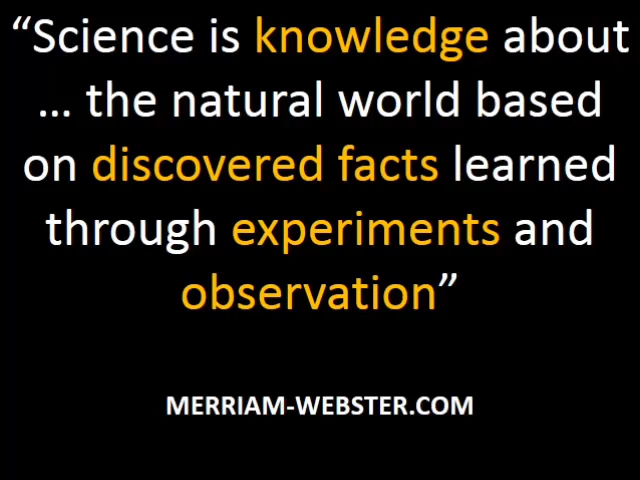 “Science is knowledge about
... the natural world based
on discovered facts learned
through experiments and
observation”
MERRIAM-WEBSTER.COM